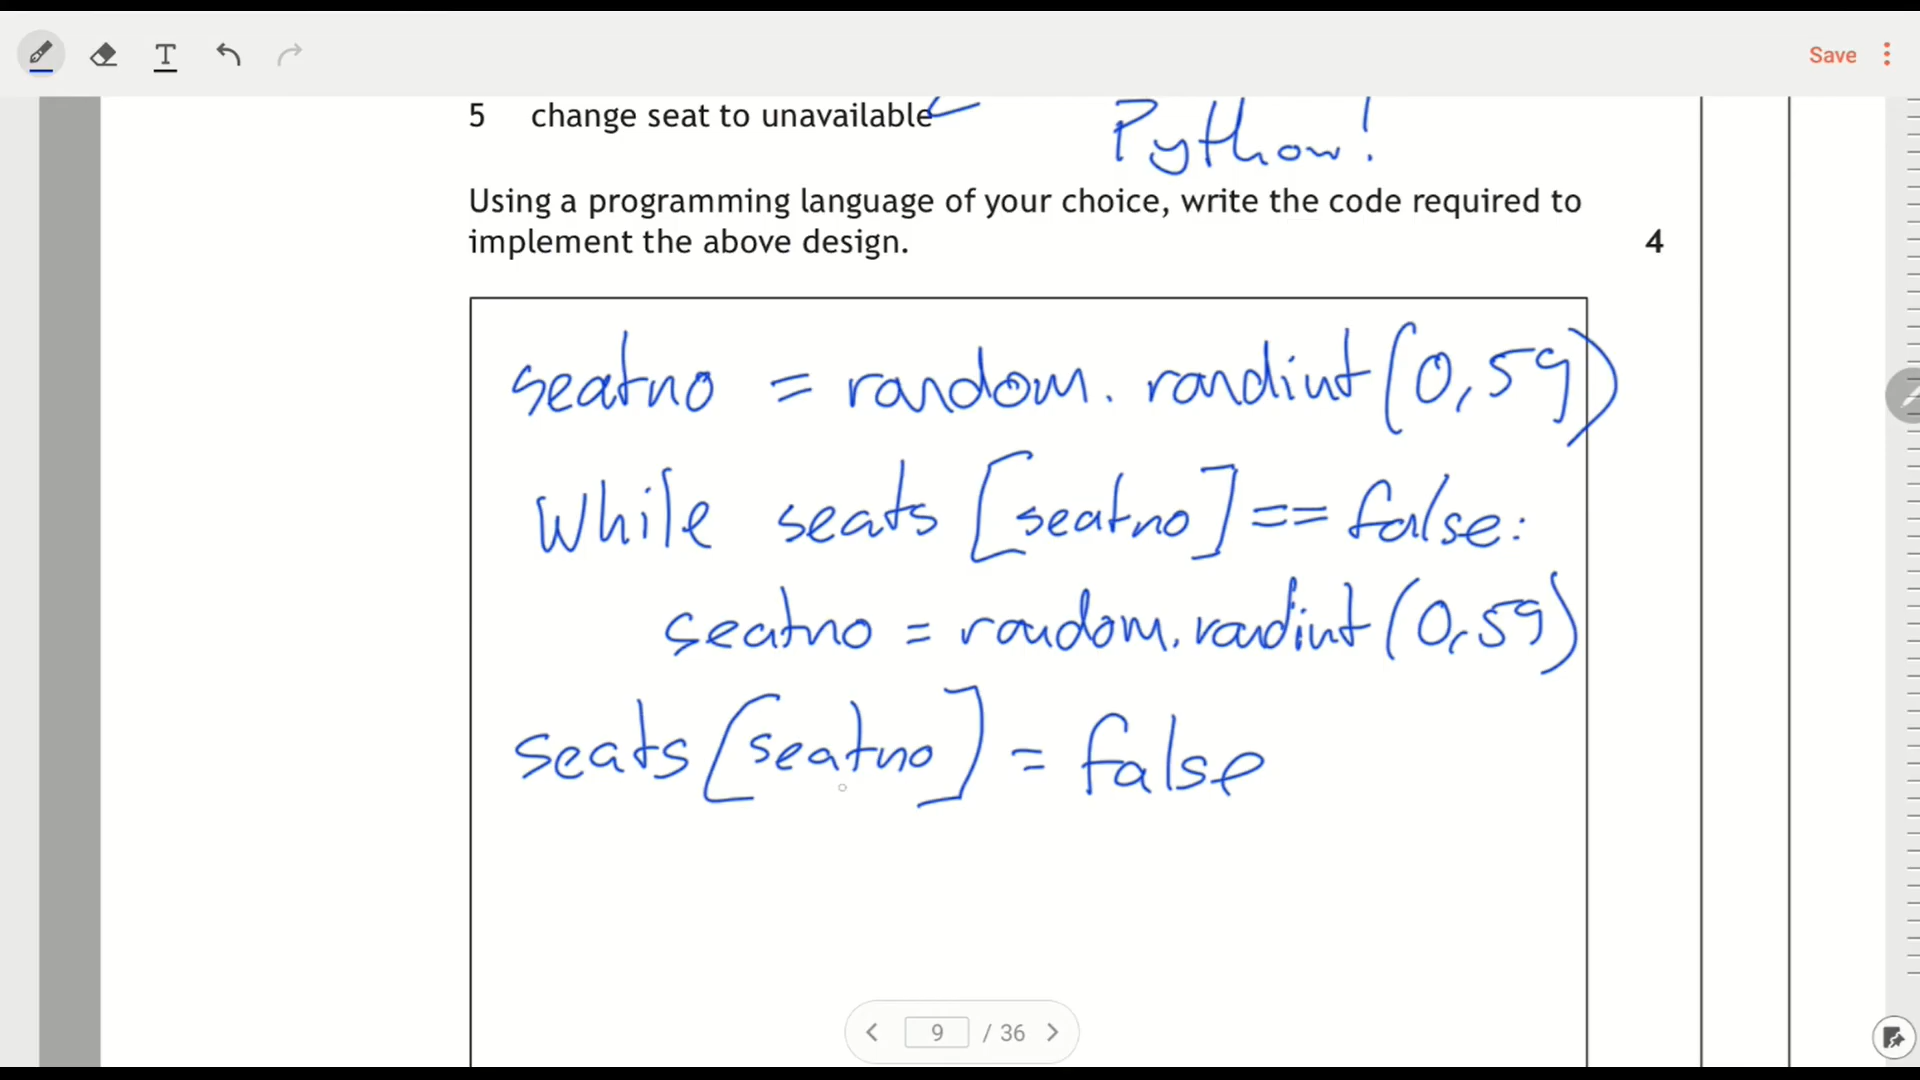 T Save
5 change seat to unavailable
Python!
Using a programming language of your choice, write the code required to
implement the above design. 4
seatno = random. randint(0,59)
While seats [seatno] == false:
seatno = random.randint(0,59)
seats[seatno] = false
9 / 36